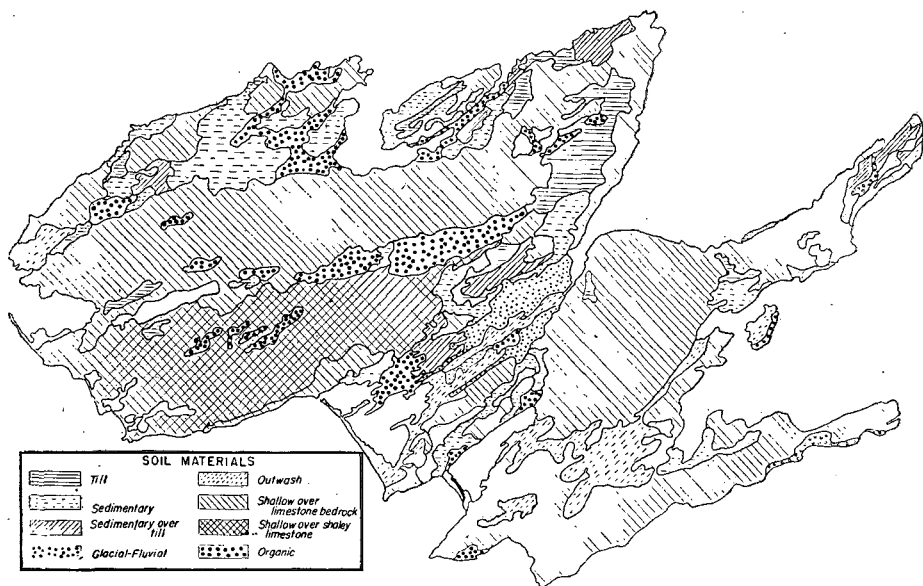 SOIL MATERIALS
Till
Sedimentary
Sedimentary over
till
Glacial-Fluvial
Outwash
Shallow over
limestone bedrock
Shallow over shaley
limestone
Organic